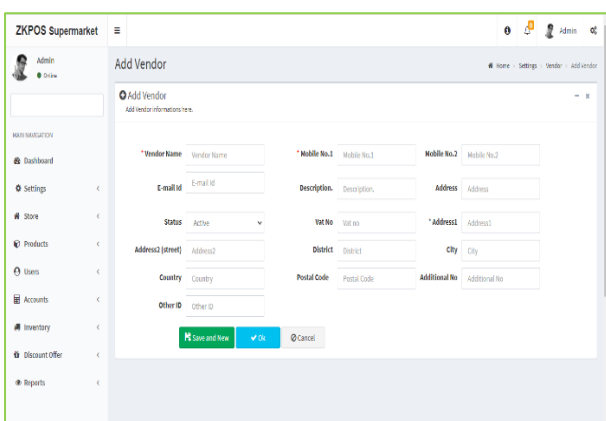 ZKPOS Supermarket
Admin
Admin
Online
Add Vendor
Home > Settings > Vendor > Add Vendor
Add Vendor
Add Vendor informations here.
MAIN NAVIGATION
Dashboard
Settings
Store
Products
Users
Accounts
Inventory
Discount Offer
Reports
* Vendor Name Vendor Name * Mobile No.1 Mobile No.1 Mobile No.2 Mobile No.2
E-mail Id E-mail Id Description. Description. Address Address
Status Active Vat No Vat no * Address1 Address1
Address2 (street) Address2 District District City City
Country Country Postal Code Postal Code Additional No Additional No
Other ID Other ID
Save and New Ok Cancel